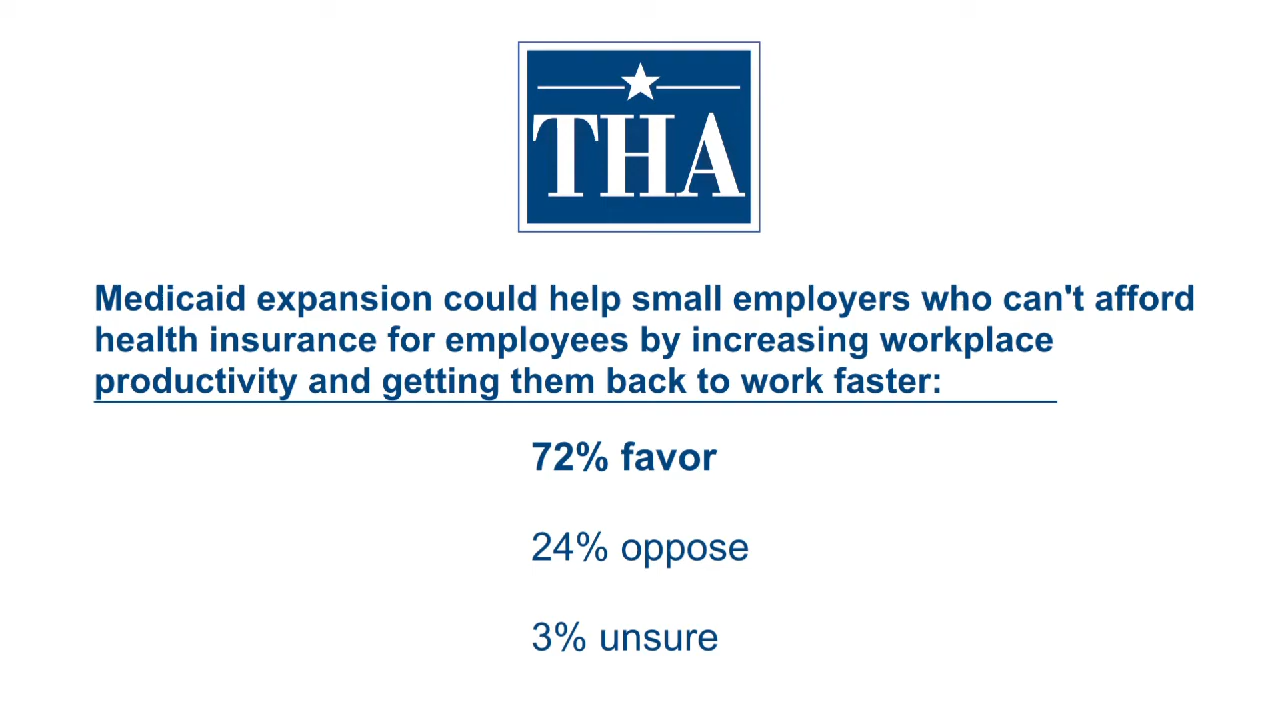 THA
Medicaid expansion could help small employers who can't afford
health insurance for employees by increasing workplace
productivity and getting them back to work faster:
72% favor
24% oppose
3% unsure